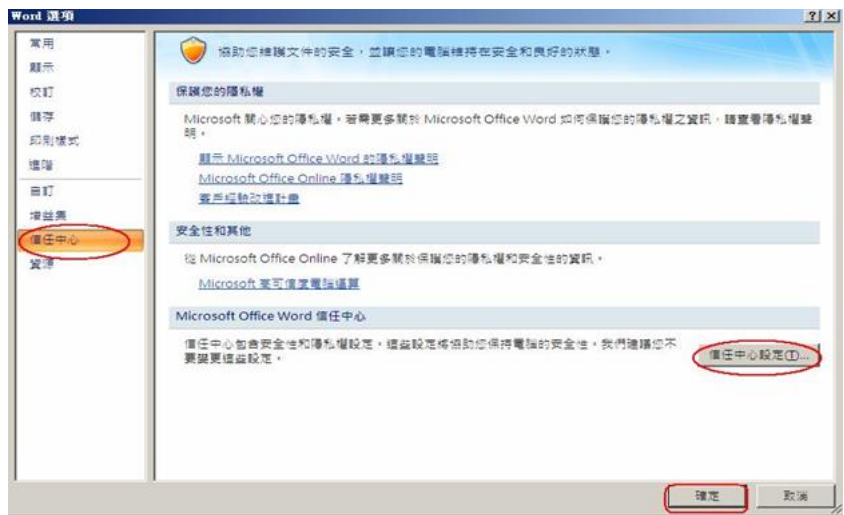 Word 選項
常用
顯示
校訂
儲存
印刷樣式
進階
自訂
增益集
信任中心
資源
協助您維護文件的安全，並讓您的電腦維持在安全和良好的狀態。
保護您的隱私權
Microsoft 關心您的隱私權。若需更多關於 Microsoft Office Word 如何保護您的隱私權之資訊，請查看隱私權聲
明。
顯示 Microsoft Office Word 的隱私權聲明
Microsoft Office Online 隱私權聲明
客戶經驗改進計畫
安全性和其他
從 Microsoft Office Online 了解更多關於保護您的隱私權和安全性的資訊。
Microsoft 高可信度電腦運算
Microsoft Office Word 信任中心
信任中心包含安全性和隱私權設定，這些設定將協助您保持電腦的安全性。我們建議您不
要變更這些設定。
信任中心設定(T)...
確定
取消